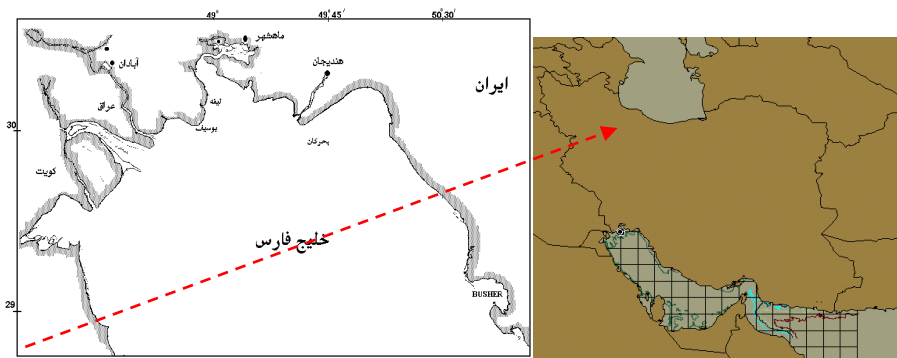 49° 49°45′ 50°30′
ماهشهر
آبادان
هندیجان
ایران
لیفه
عراق
بوسیف
30
بحرکان
کویت
خلیج فارس
BUSHER
29